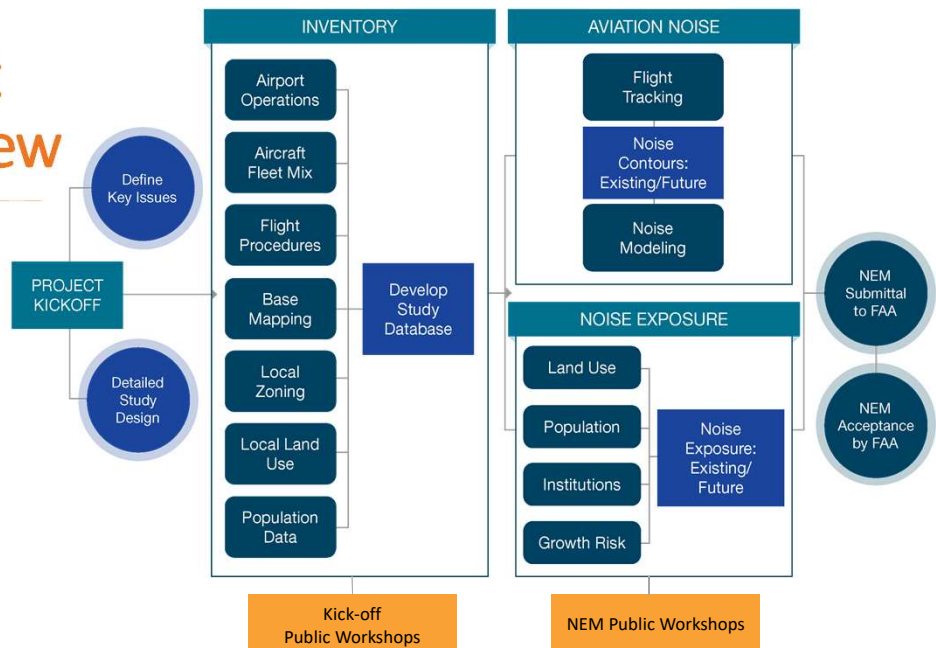 ew
Define
Key Issues
PROJECT
KICKOFF
Detailed
Study
Design
INVENTORY
Airport
Operations
Aircraft
Fleet Mix
Flight
Procedures
Base
Mapping
Local
Zoning
Local Land
Use
Population
Data
Develop
Study
Database
Kick-off
Public Workshops
AVIATION NOISE
Flight
Tracking
Noise
Contours:
Existing/Future
Noise
Modeling
NOISE EXPOSURE
Land Use
Population
Institutions
Growth Risk
Noise
Exposure:
Existing/
Future
NEM Public Workshops
NEM
Submittal
to FAA
NEM
Acceptance
by FAA